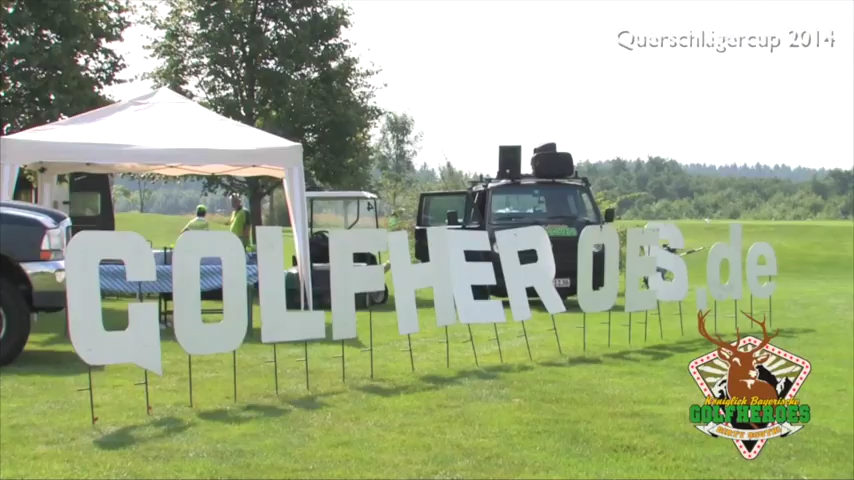 Querschlägercup 2014
GOLFHEROES.de
Königlich Bayerische
GOLFHEROES